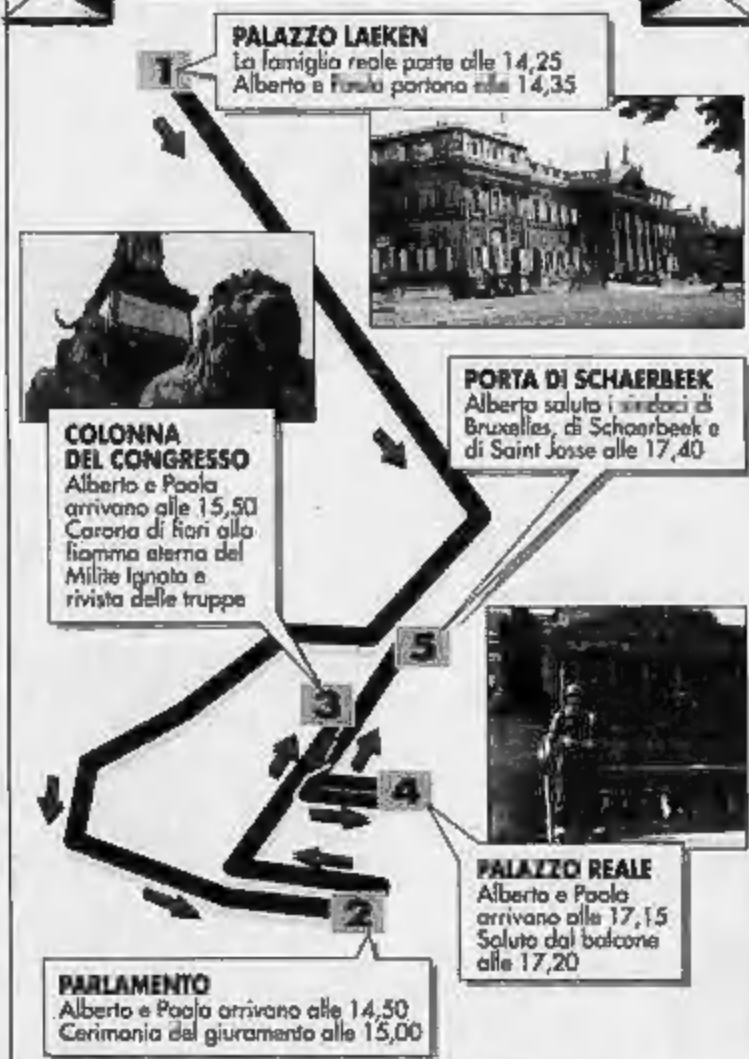 1
PALAZZO LAEKEN
La famiglia reale parte alle 14,25
Alberto e Paola partono alle 14,35
COLONNA
DEL CONGRESSO
Alberto e Paola
arrivano alle 15,50
Corona di fiori alla
fiamma eterna del
Milite Ignoto e
rivista delle truppe
PORTA DI SCHAERBEEK
Alberto saluta i sindaci di
Bruxelles, di Schaerbeek e
di Saint Josse alle 17,40
5
3
4
PALAZZO REALE
Alberto e Paola
arrivano alle 17,15
Saluto dal balcone
alle 17,20
2
PARLAMENTO
Alberto e Paola arrivano alle 14,50
Cerimonia del giuramento alle 15,00